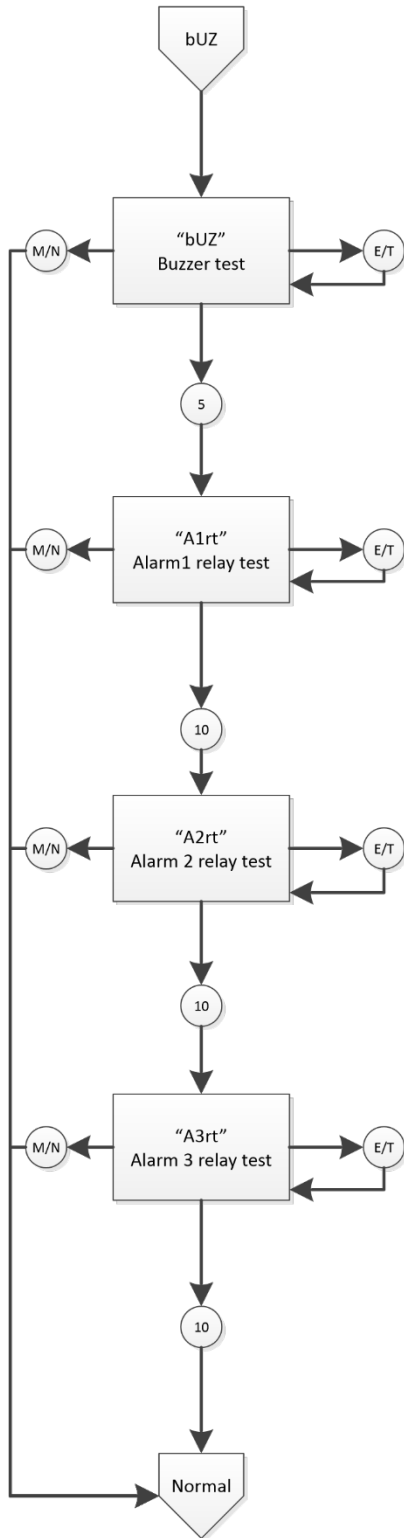 bUZ
M/N
“bUZ”
Buzzer test
E/T
5
M/N
“A1rt”
Alarm1 relay test
E/T
10
M/N
“A2rt”
Alarm 2 relay test
E/T
10
M/N
“A3rt”
Alarm 3 relay test
E/T
10
Normal